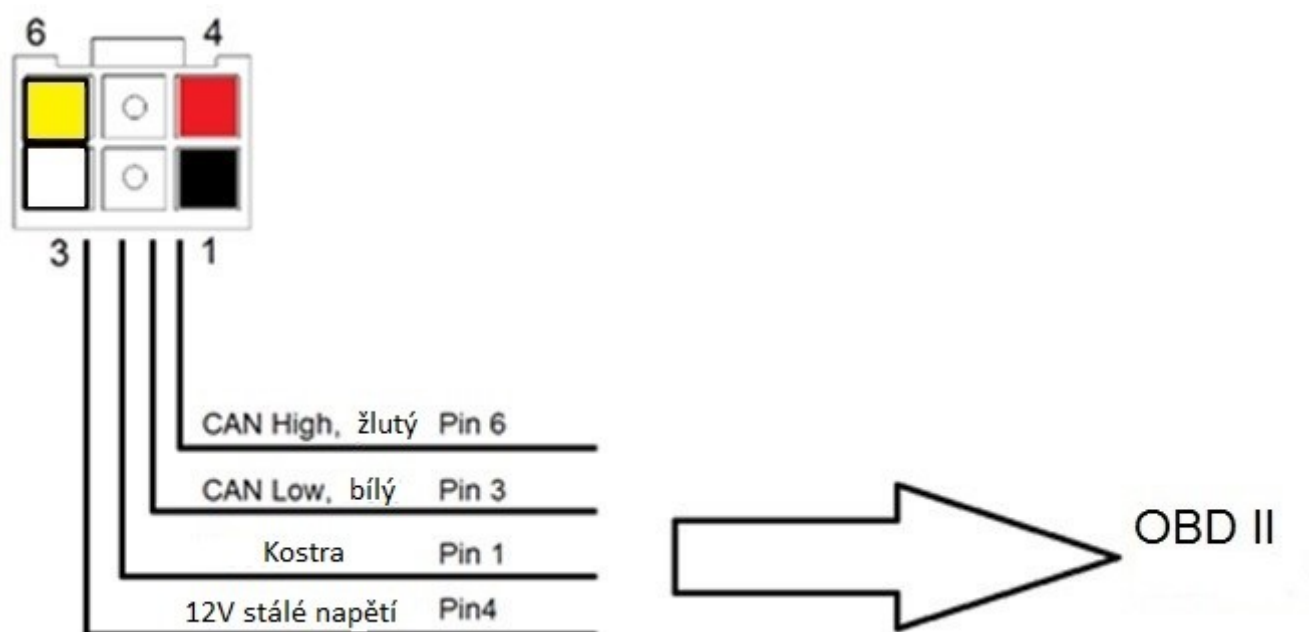 6 4
3 1
CAN High, žlutý Pin 6
CAN Low, bílý Pin 3
Kostra Pin 1
12V stálé napětí Pin4
OBD II